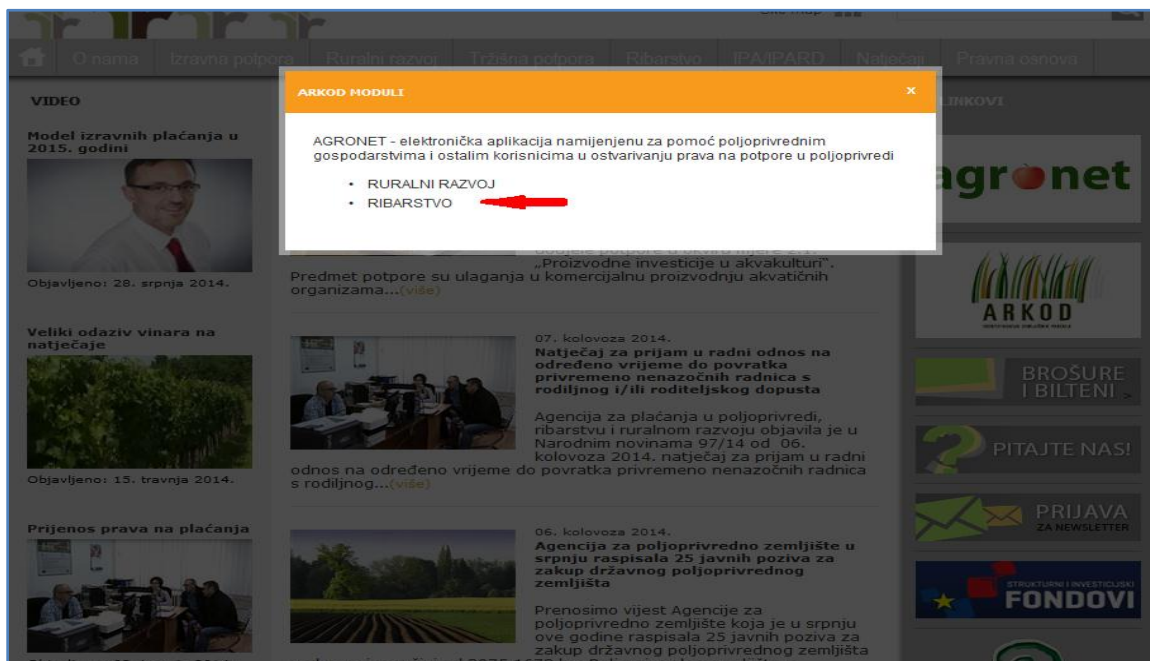 Site map
O nama Izravna potpora Ruralni razvoj Tržišna potpora Ribarstvo IPA/IPARD Natječaji Pravna osnova
VIDEO
Model izravnih plaćanja u
2015. godini
Objavljeno: 28. srpnja 2014.
Veliki odaziv vinara na
natječaje
Objavljeno: 15. travnja 2014.
Prijenos prava na plaćanja
ARKOD MODULI x
AGRONET - elektronička aplikacija namijenjenu za pomoć poljoprivrednim
gospodarstvima i ostalim korisnicima u ostvarivanju prava na potpore u poljoprivredi
• RURALNI RAZVOJ
• RIBARSTVO
dodjele potpore u okviru mjere 2.1.
„Proizvodne investicije u akvakulturi“.
Predmet potpore su ulaganja u komercijalnu proizvodnju akvatičnih
organizama...(više)
07. kolovoza 2014.
Natječaj za prijam u radni odnos na
određeno vrijeme do povratka
privremeno nenazočnih radnica s
rodiljnog i/ili roditeljskog dopusta
Agencija za plaćanja u poljoprivredi,
ribarstvu i ruralnom razvoju objavila je u
Narodnim novinama 97/14 od 06.
kolovoza 2014. natječaj za prijam u radni
odnos na određeno vrijeme do povratka privremeno nenazočnih radnica
s rodiljnog...(više)
06. kolovoza 2014.
Agencija za poljoprivredno zemljište u
srpnju raspisala 25 javnih poziva za
zakup državnog poljoprivrednog
zemljišta
Prenosimo vijest Agencije za
poljoprivredno zemljište koja je u srpnju
ove godine raspisala 25 javnih poziva za
zakup državnog poljoprivrednog zemljišta
LINKOVI
agronet
ARKOD
BROŠURE
I BILTENI >
PITAJTE NAS!
PRIJAVA
ZA NEWSLETTER
STRUKTURNI I INVESTICIJSKI
FONDOVI